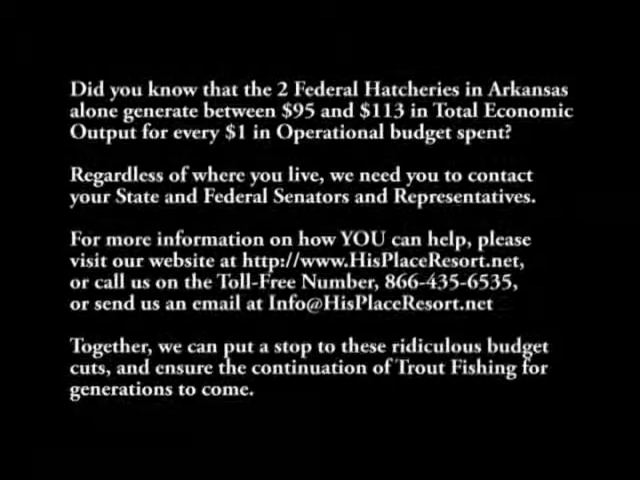 Did you know that the 2 Federal Hatcheries in Arkansas
alone generate between $95 and $113 in Total Economic
Output for every $1 in Operational budget spent?
Regardless of where you live, we need you to contact
your State and Federal Senators and Representatives.
For more information on how YOU can help, please
visit our website at http://www.HisPlaceResort.net,
or call us on the Toll-Free Number, 866-435-6535,
or send us an email at Info@HisPlaceResort.net
Together, we can put a stop to these ridiculous budget
cuts, and ensure the continuation of Trout Fishing for
generations to come.